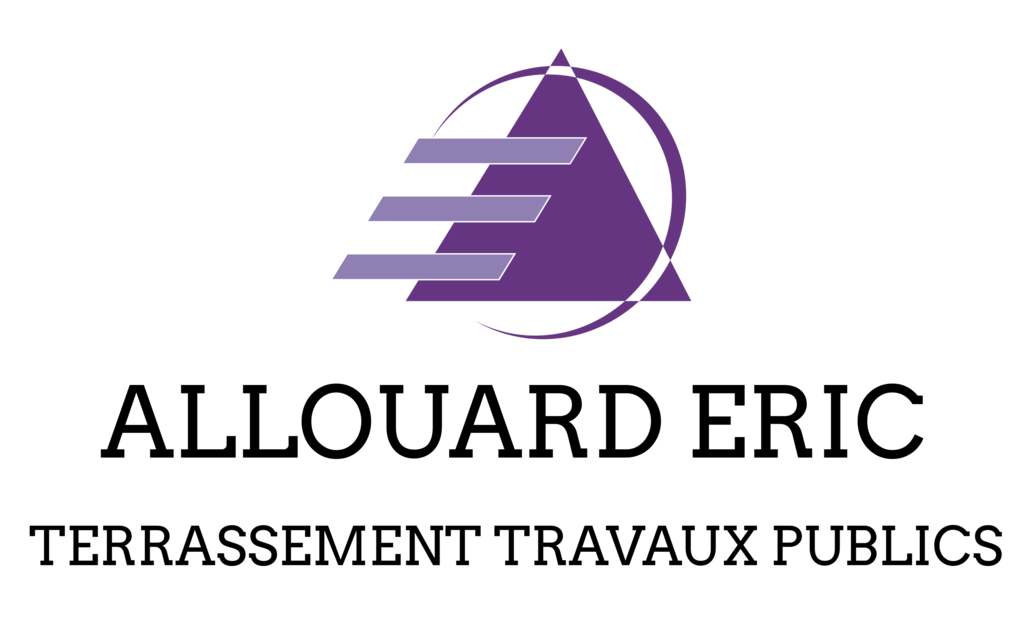 ALLOUARD ERIC
TERRASSEMENT TRAVAUX PUBLICS